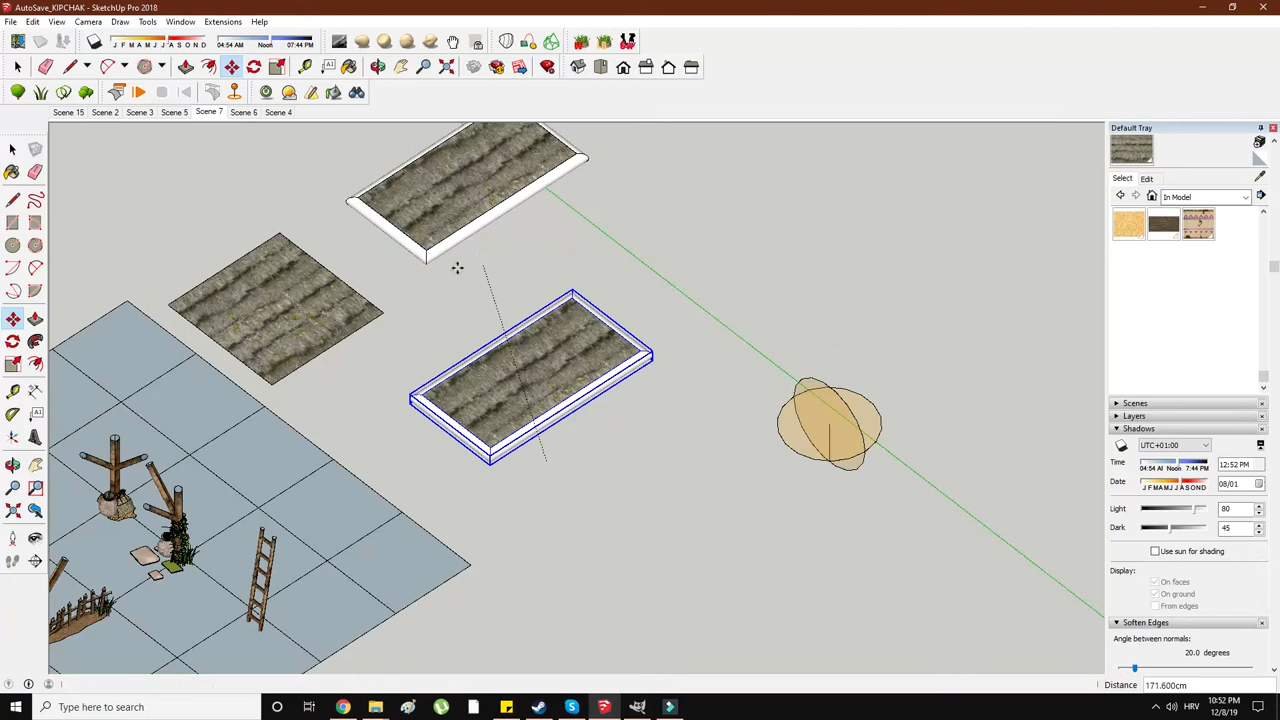 AutoSave_KIPCHAK - SketchUp Pro 2018
File Edit View Camera Draw Tools Window Extensions Help
J F M A M J J A S O N D 04:54 AM Noon 07:44 PM
Scene 15 Scene 2 Scene 3 Scene 5 Scene 7 Scene 6 Scene 4
Default Tray
Select Edit
In Model
Scenes
Layers
Shadows
UTC+01:00
Time 04:54 AM Noon 7:44 PM 12:52 PM
Date J F M A M J J A S O N D 08/01
Light 80
Dark 45
Use sun for shading
Display:
On faces
On ground
From edges
Soften Edges
Angle between normals:
20.0 degrees
Distance 171.600cm
Type here to search
HRV 10:52 PM
12/8/19